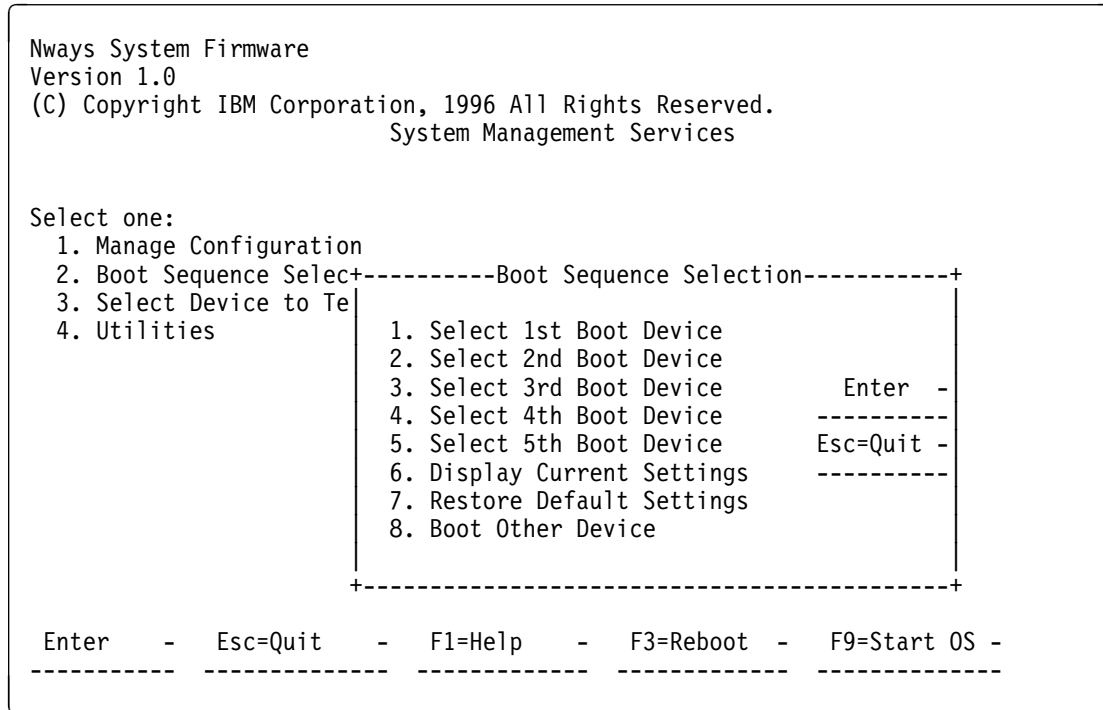 Nways System Firmware
Version 1.0
(C) Copyright IBM Corporation, 1996 All Rights Reserved.
System Management Services
Select one:
1. Manage Configuration
2. Boot Sequence Selec+----------Boot Sequence Selection-----------+
3. Select Device to Te
4. Utilities
1. Select 1st Boot Device
2. Select 2nd Boot Device
3. Select 3rd Boot Device Enter -
4. Select 4th Boot Device ----------
5. Select 5th Boot Device Esc=Quit -
6. Display Current Settings ----------
7. Restore Default Settings
8. Boot Other Device
+--------------------------------------------+
Enter - Esc=Quit - F1=Help - F3=Reboot - F9=Start OS -
----------- -------------- ------------- ------------- --------------